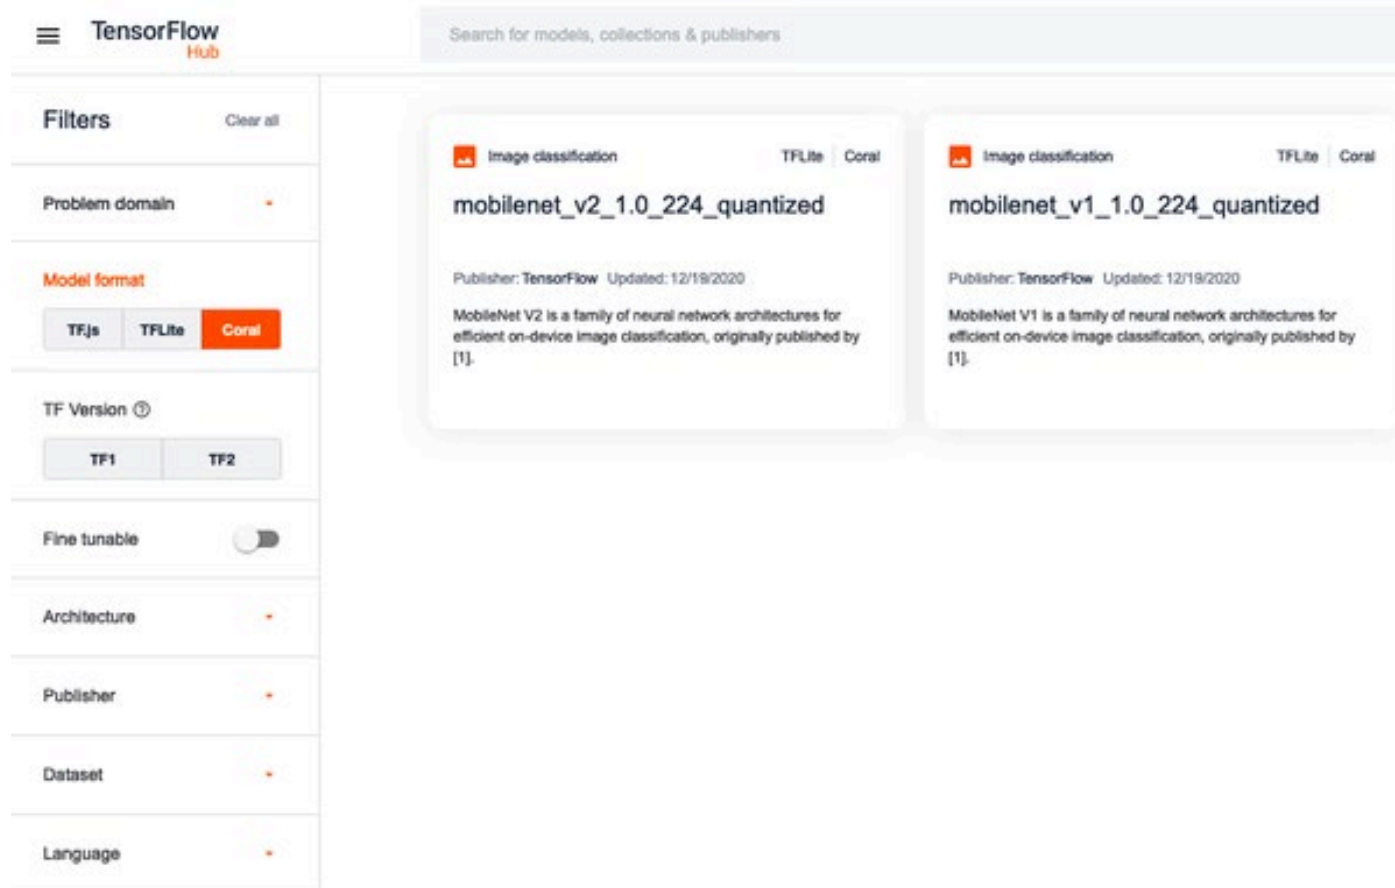 TensorFlow
Hub
Search for models, collections & publishers
Filters
Clear all
Problem domain
Model format
TF.js
TFLite
Coral
TF Version
TF1
TF2
Fine tunable
Architecture
Publisher
Dataset
Language
Image classification
TFLite
Coral
mobilenet_v2_1.0_224_quantized
Publisher: TensorFlow Updated: 12/19/2020
MobileNet V2 is a family of neural network architectures for
efficient on-device image classification, originally published by
[1].
Image classification
TFLite
Coral
mobilenet_v1_1.0_224_quantized
Publisher: TensorFlow Updated: 12/19/2020
MobileNet V1 is a family of neural network architectures for
efficient on-device image classification, originally published by
[1].